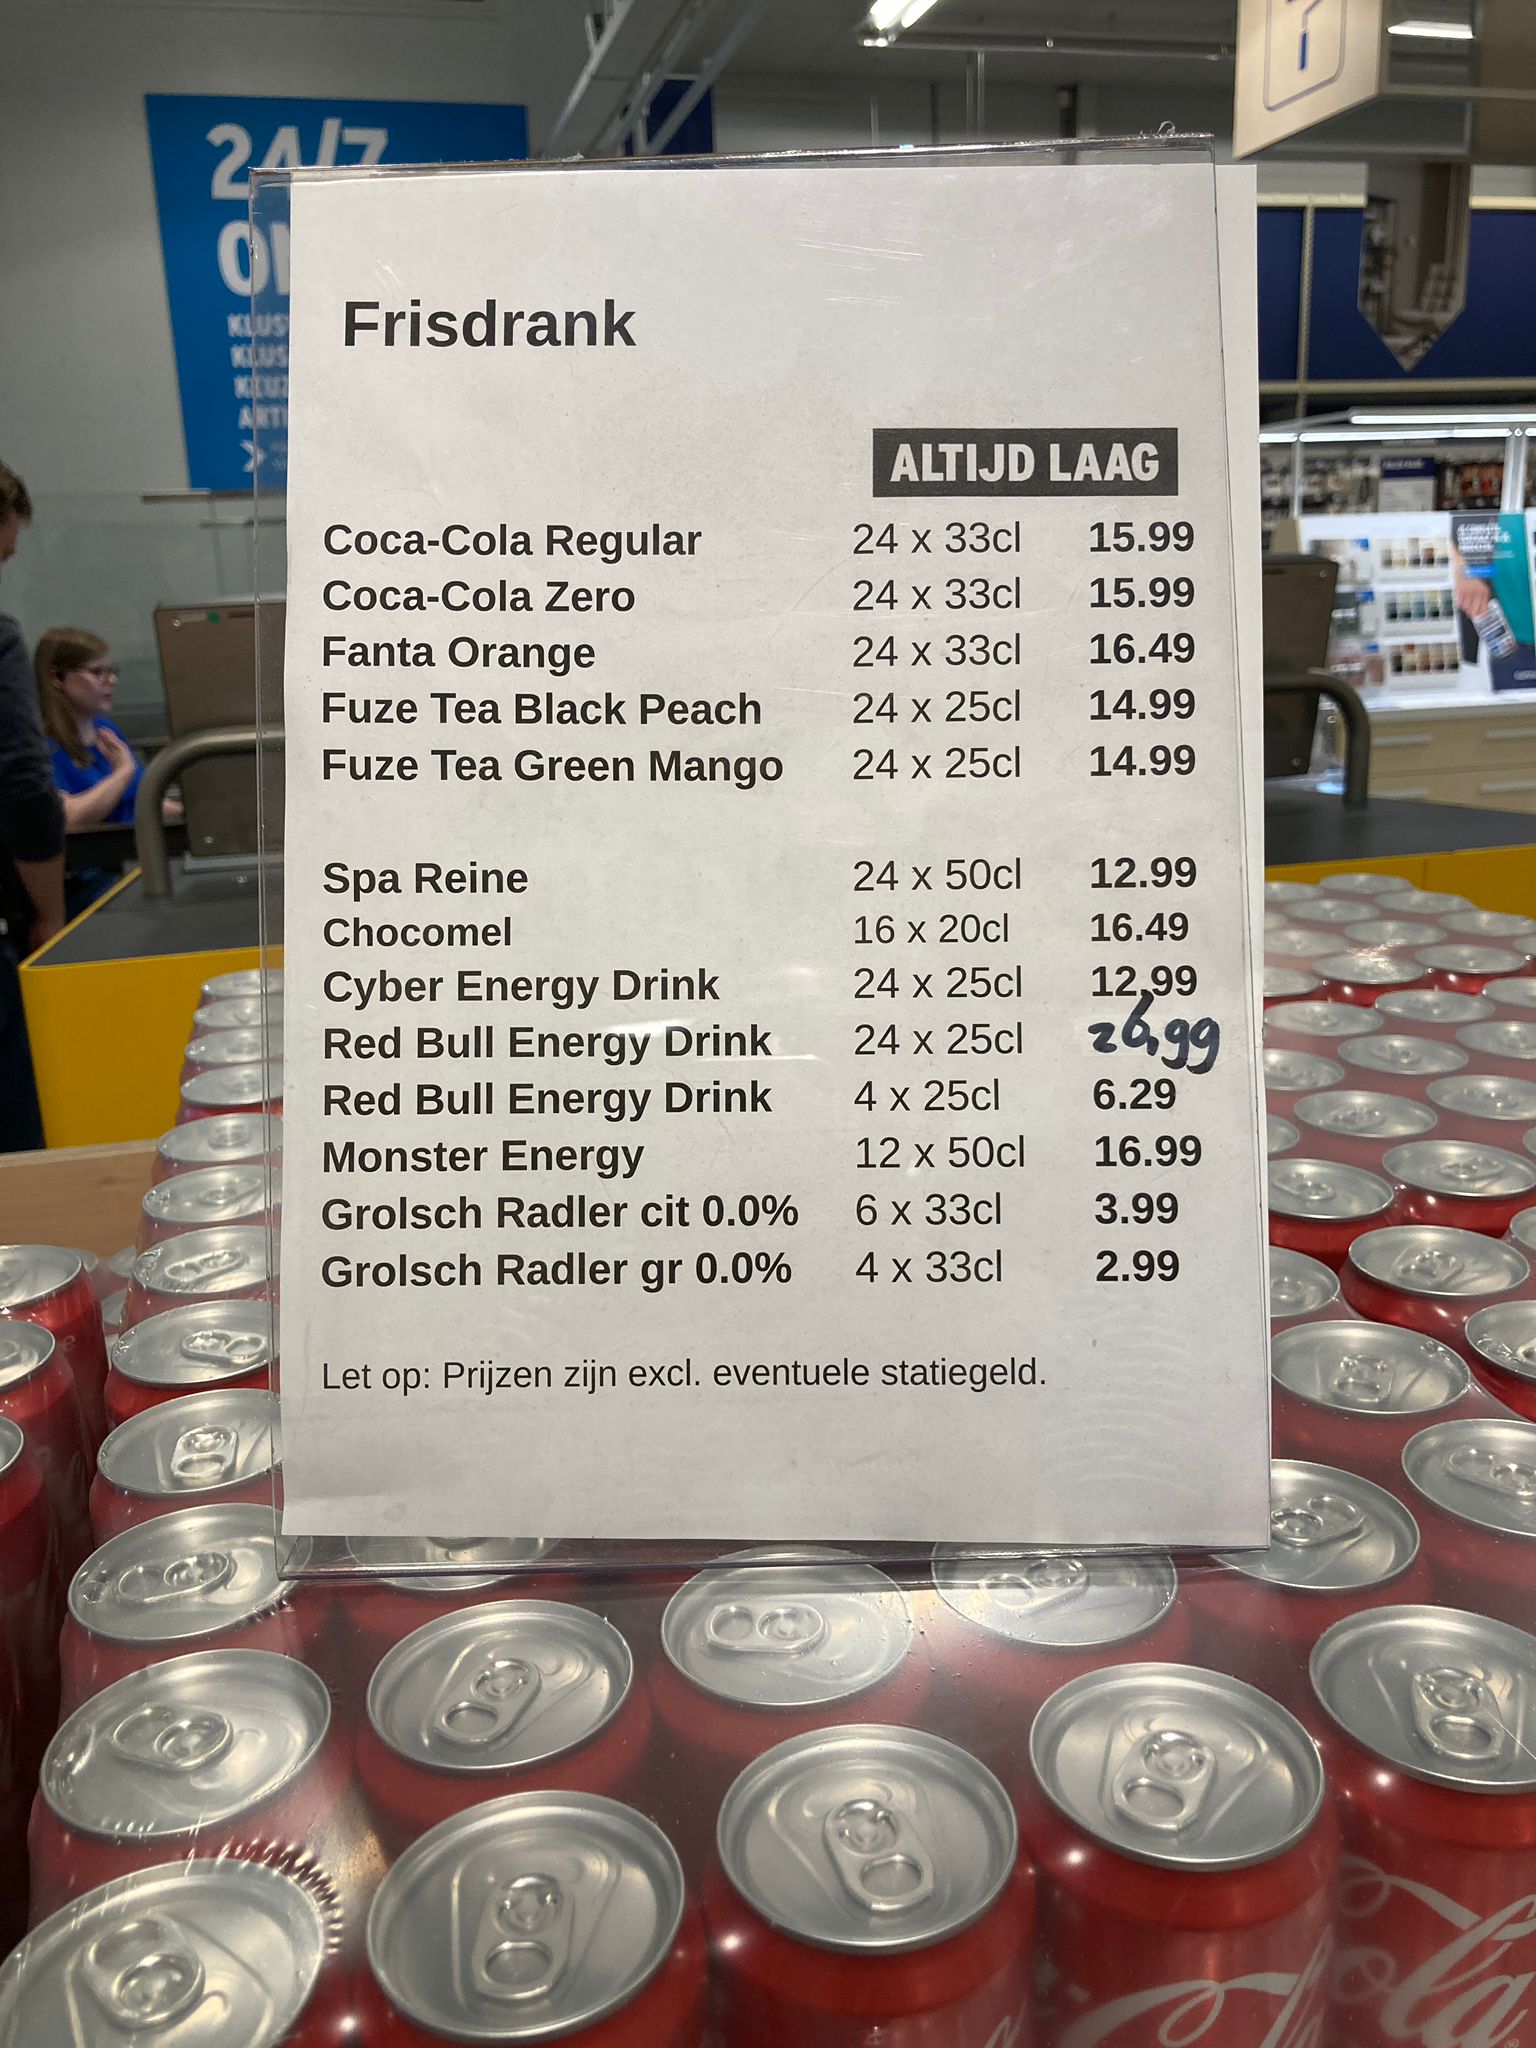 24/7
Frisdrank
ALTIJD LAAG
Coca-Cola Regular 24 x 33cl 15.99
Coca-Cola Zero 24 x 33cl 15.99
Fanta Orange 24 x 33cl 16.49
Fuze Tea Black Peach 24 x 25cl 14.99
Fuze Tea Green Mango 24 x 25cl 14.99
Spa Reine 24 x 50cl 12.99
Chocomel 16 x 20cl 16.49
Cyber Energy Drink 24 x 25cl 12.99
Red Bull Energy Drink 24 x 25cl 26,99
Red Bull Energy Drink 4 x 25cl 6.29
Monster Energy 12 x 50cl 16.99
Grolsch Radler cit 0.0% 6 x 33cl 3.99
Grolsch Radler gr 0.0% 4 x 33cl 2.99
Let op: Prijzen zijn excl. eventuele statiegeld.